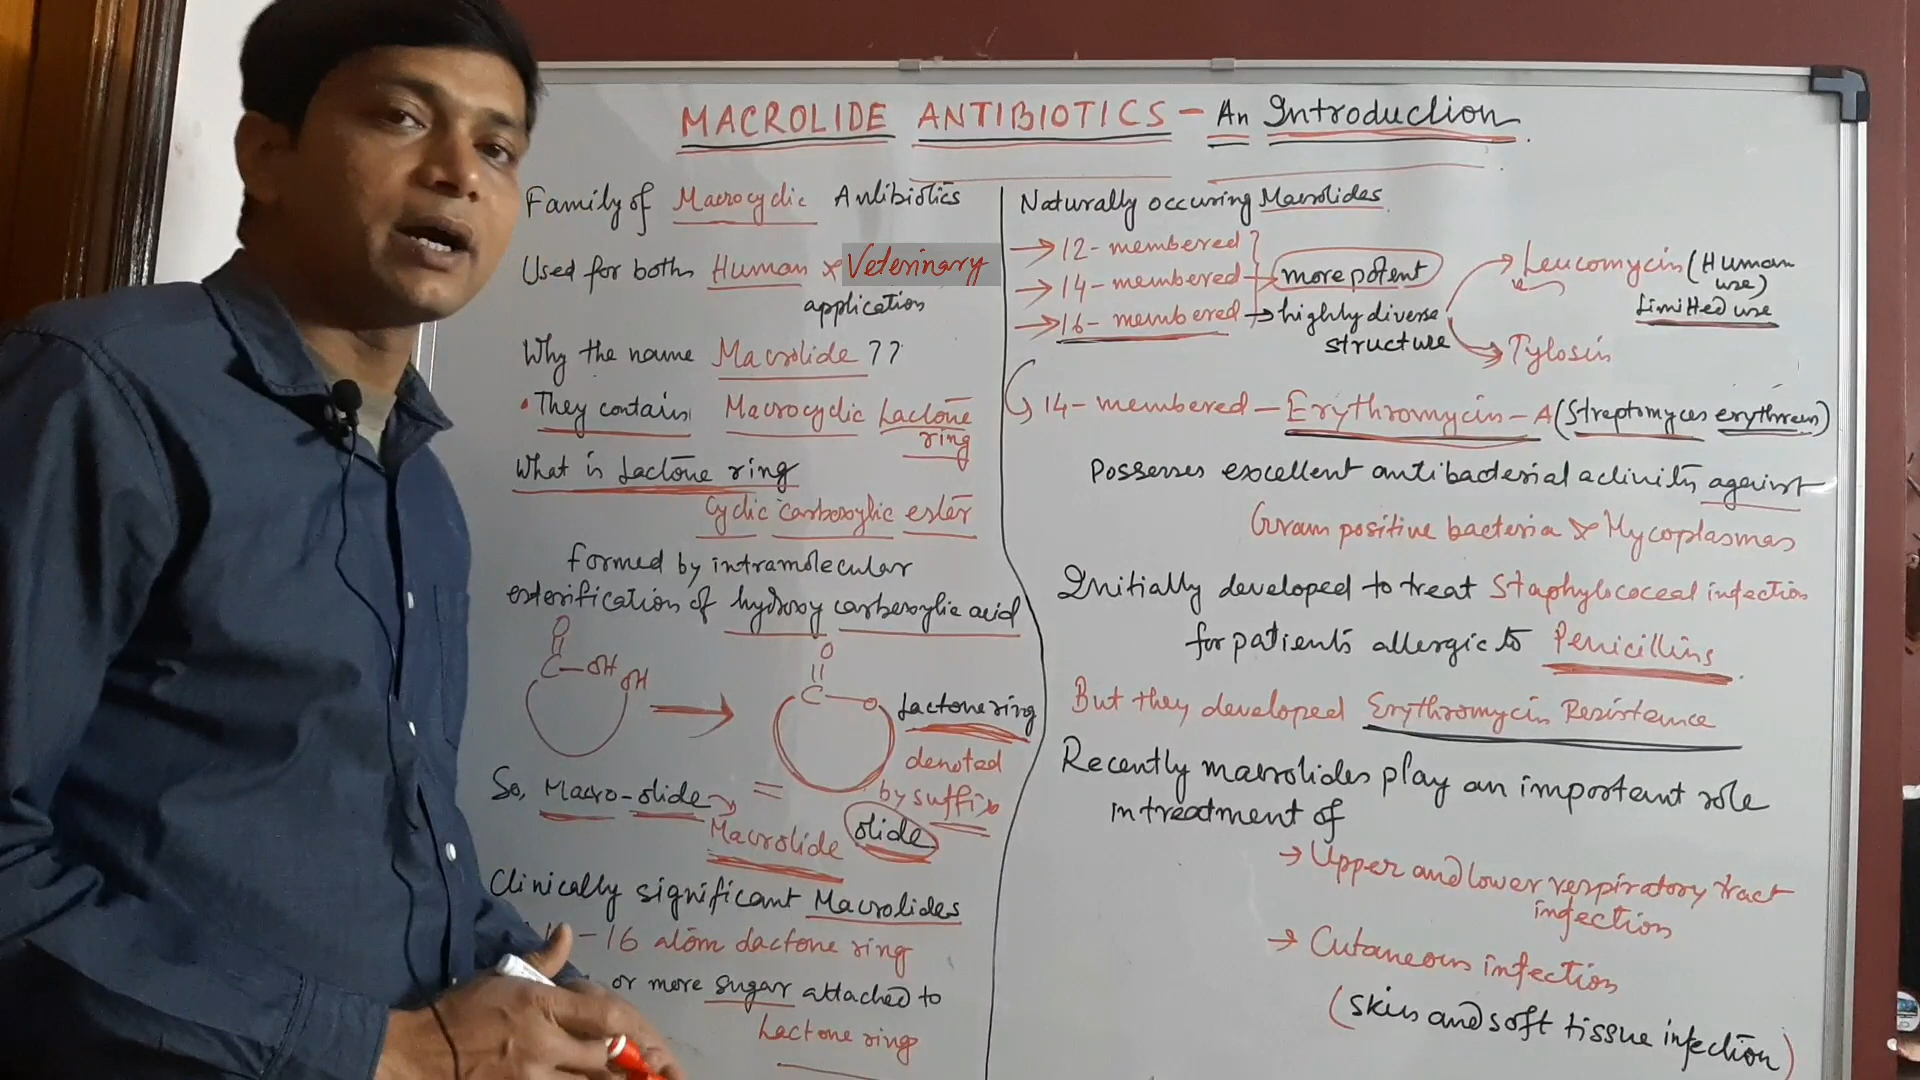 MACROLIDE ANTIBIOTICS - An Introduction
Family of Macrocyclic Antibiotics
Used for both Human & Veterinary
application
Why the name Macrolide ??
• They contain Macrocyclic Lactone
ring
What is Lactone ring
Cyclic carboxylic ester
formed by intramolecular
esterification of hydroxy carboxylic acid
O
C-OH OH
O
C-O
Lactone ring
denoted
by suffix
olide
So, Macro-olide
Macrolide
=
Clinically significant Macrolides
-16 atom Lactone ring
or more sugar attached to
Lactone ring
Naturally occuring Macrolides
→ 12-membered
→ 14-membered → more potent
→ 16-membered → highly diverse
structure
→ Leucomycin (Human
use)
Limitted use
→ Tylosin
14-membered - Erythromycin-A (Streptomyces erythreus)
Possesses excellent antibacterial activity against
Gram positive bacteria & Mycoplasmas
Initially developed to treat Staphylococcal infection
for patients allergic to Penicillins
But they developed Erythromycin Resistance
Recently macrolides play an important role
in treatment of
→ Upper and lower respiratory tract
infection
→ Cutaneous infection
(Skin and soft tissue infection)